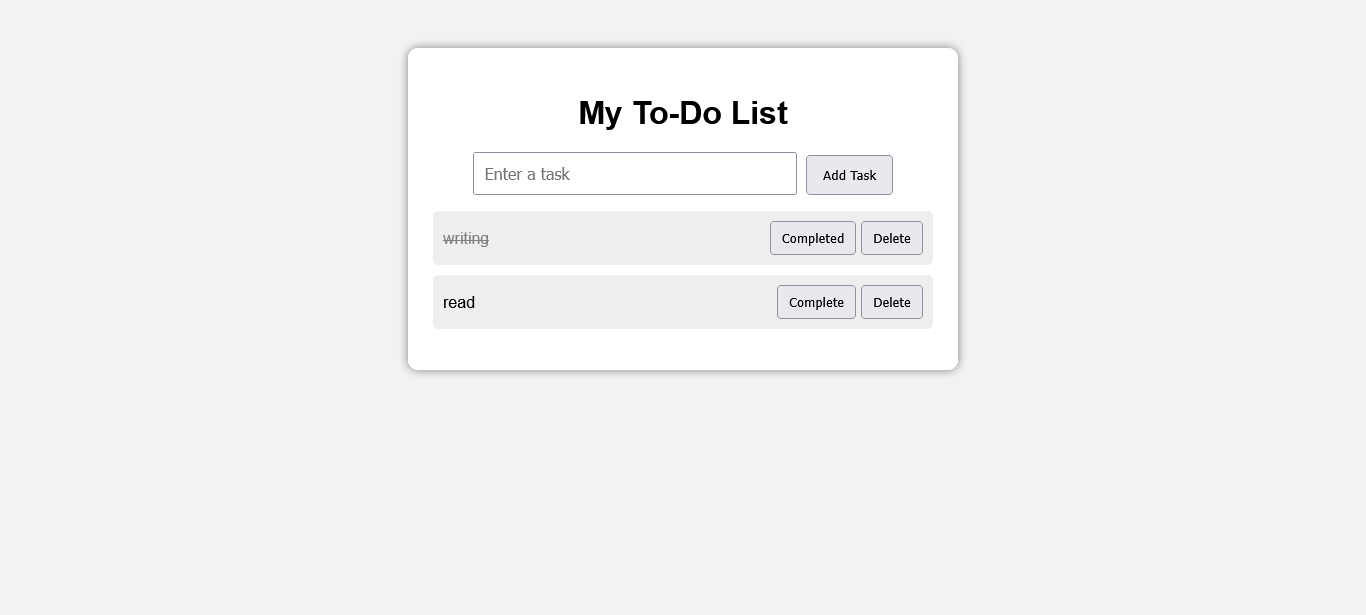 My To-Do List
Enter a task Add Task
writing Completed Delete
read Complete Delete